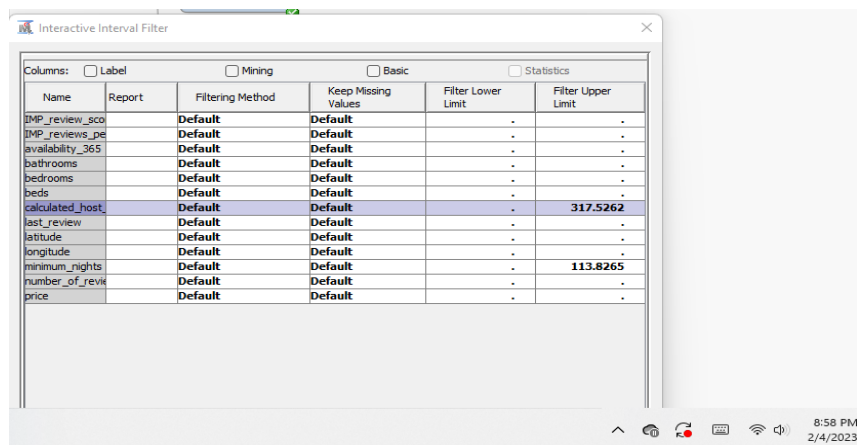 Interactive Interval Filter
Columns: Label Mining Basic Statistics
Name Report Filtering Method Keep Missing Values Filter Lower Limit Filter Upper Limit
IMP_review_sco Default Default . .
IMP_reviews_pe Default Default . .
availability_365 Default Default . .
bathrooms Default Default . .
bedrooms Default Default . .
beds Default Default . .
calculated_host_ Default Default . 317.5262
last_review Default Default . .
latitude Default Default . .
longitude Default Default . .
minimum_nights Default Default . 113.8265
number_of_revie Default Default . .
price Default Default . .
8:58 PM
2/4/2023